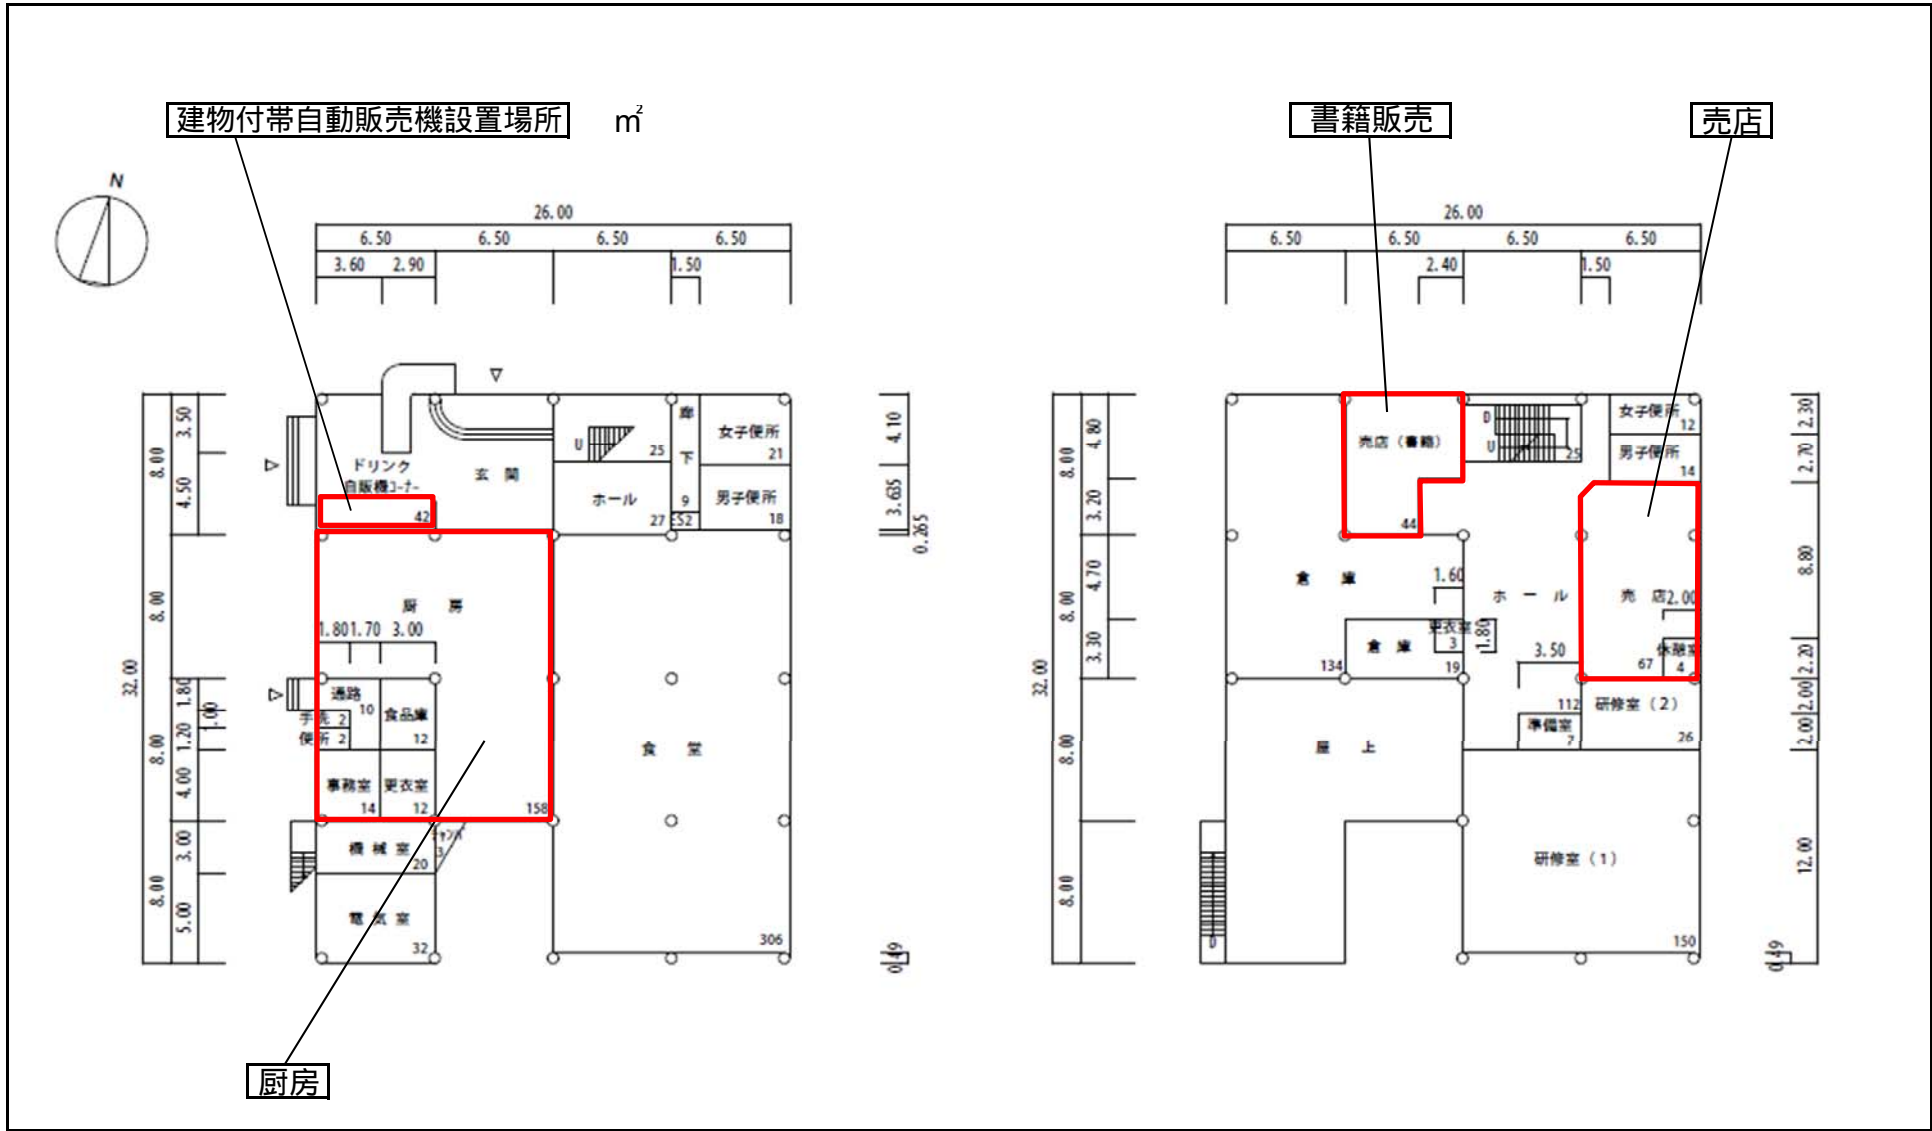 建物付帯自動販売機設置場所
㎡
書籍販売
売店
N
26.00
6.50 6.50 6.50 6.50
3.60 2.90 1.50
8.00
3.50
4.50
8.00
32.00
8.00
1.80
1.00
1.20
4.00
8.00
3.00
5.00
ドリンク
自販機ｺｰﾅｰ
42
玄関
U
25
ホール
27
廊
下
9
ES2
女子便所
21
男子便所
18
4.10
3.635
0.265
厨房
1.80 1.70 3.00
通路
10
手洗 2
便所 2
食品庫
12
事務室
14
更衣室
12
158
食堂
306
機械室
20
ﾁｬﾝﾊﾞ
3
電気室
32
0.49
厨房
26.00
6.50 6.50 6.50 6.50
2.40 1.50
8.00
4.80
3.20
8.00
4.70
3.30
32.00
8.00
8.00
売店（書籍）
44
D
U
25
女子便所
12
男子便所
14
2.30
2.70
8.80
2.20
2.00
2.00
12.00
0.49
倉庫
134
1.60
更衣室
3
1.80
倉庫
19
ホール
3.50
112
売店
2.00
休憩室
4
67
研修室（2）
26
準備室
7
屋上
研修室（1）
150
D